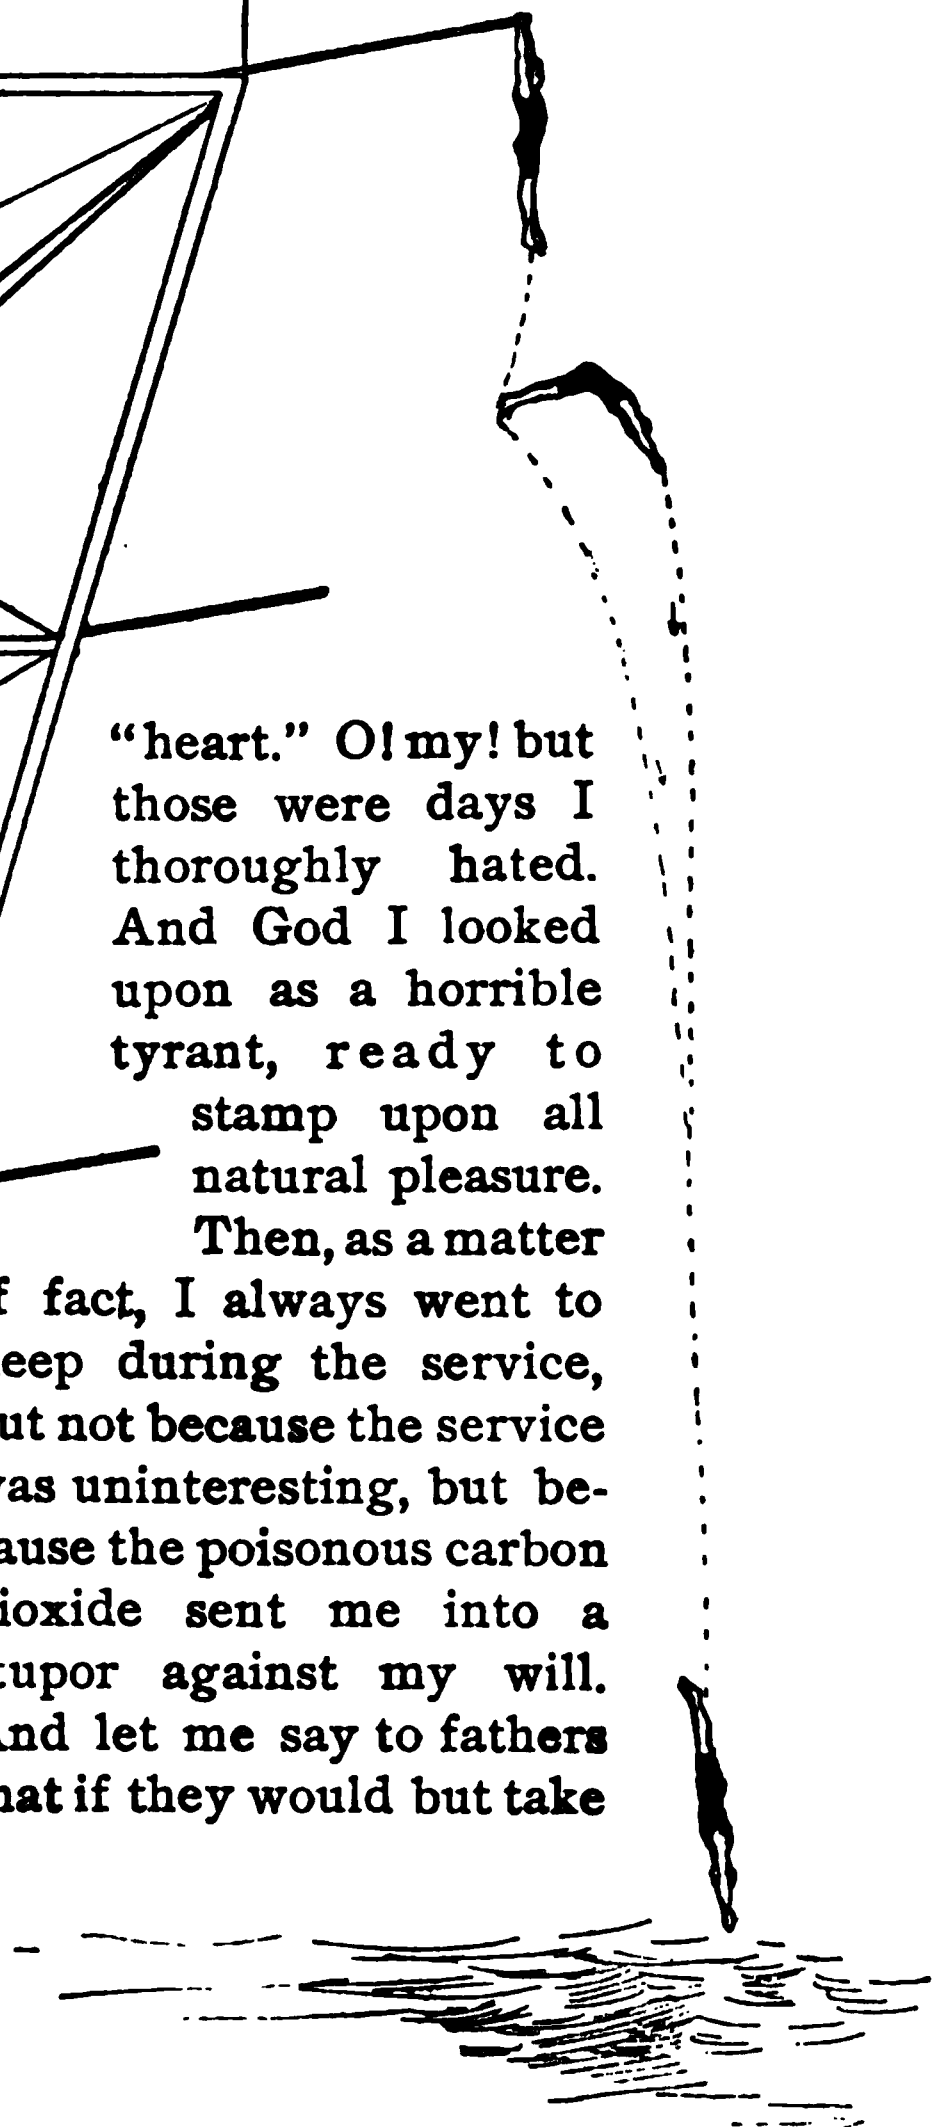 “heart.” O! my! but
those were days I
thoroughly hated.
And God I looked
upon as a horrible
tyrant, ready to
stamp upon all
natural pleasure.
Then, as a matter
fact, I always went to
eep during the service,
ut not because the service
as uninteresting, but be-
ause the poisonous carbon
ioxide sent me into a
tupor against my will.
nd let me say to fathers
hat if they would but take